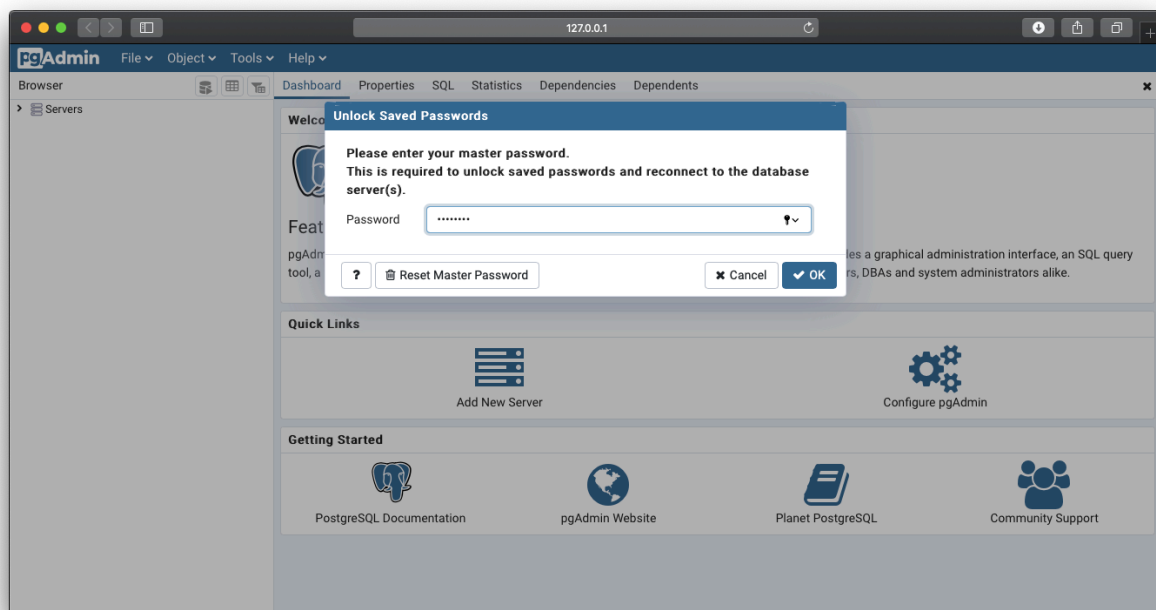 127.0.0.1
pgAdmin File Object Tools Help
Browser
Dashboard Properties SQL Statistics Dependencies Dependents
Servers
Welco
Unlock Saved Passwords
Please enter your master password.
This is required to unlock saved passwords and reconnect to the database
server(s).
Password ••••••••
Feat
pgAdm les a graphical administration interface, an SQL query
tool, a rs, DBAs and system administrators alike.
? Reset Master Password Cancel OK
Quick Links
Add New Server Configure pgAdmin
Getting Started
PostgreSQL Documentation pgAdmin Website Planet PostgreSQL Community Support